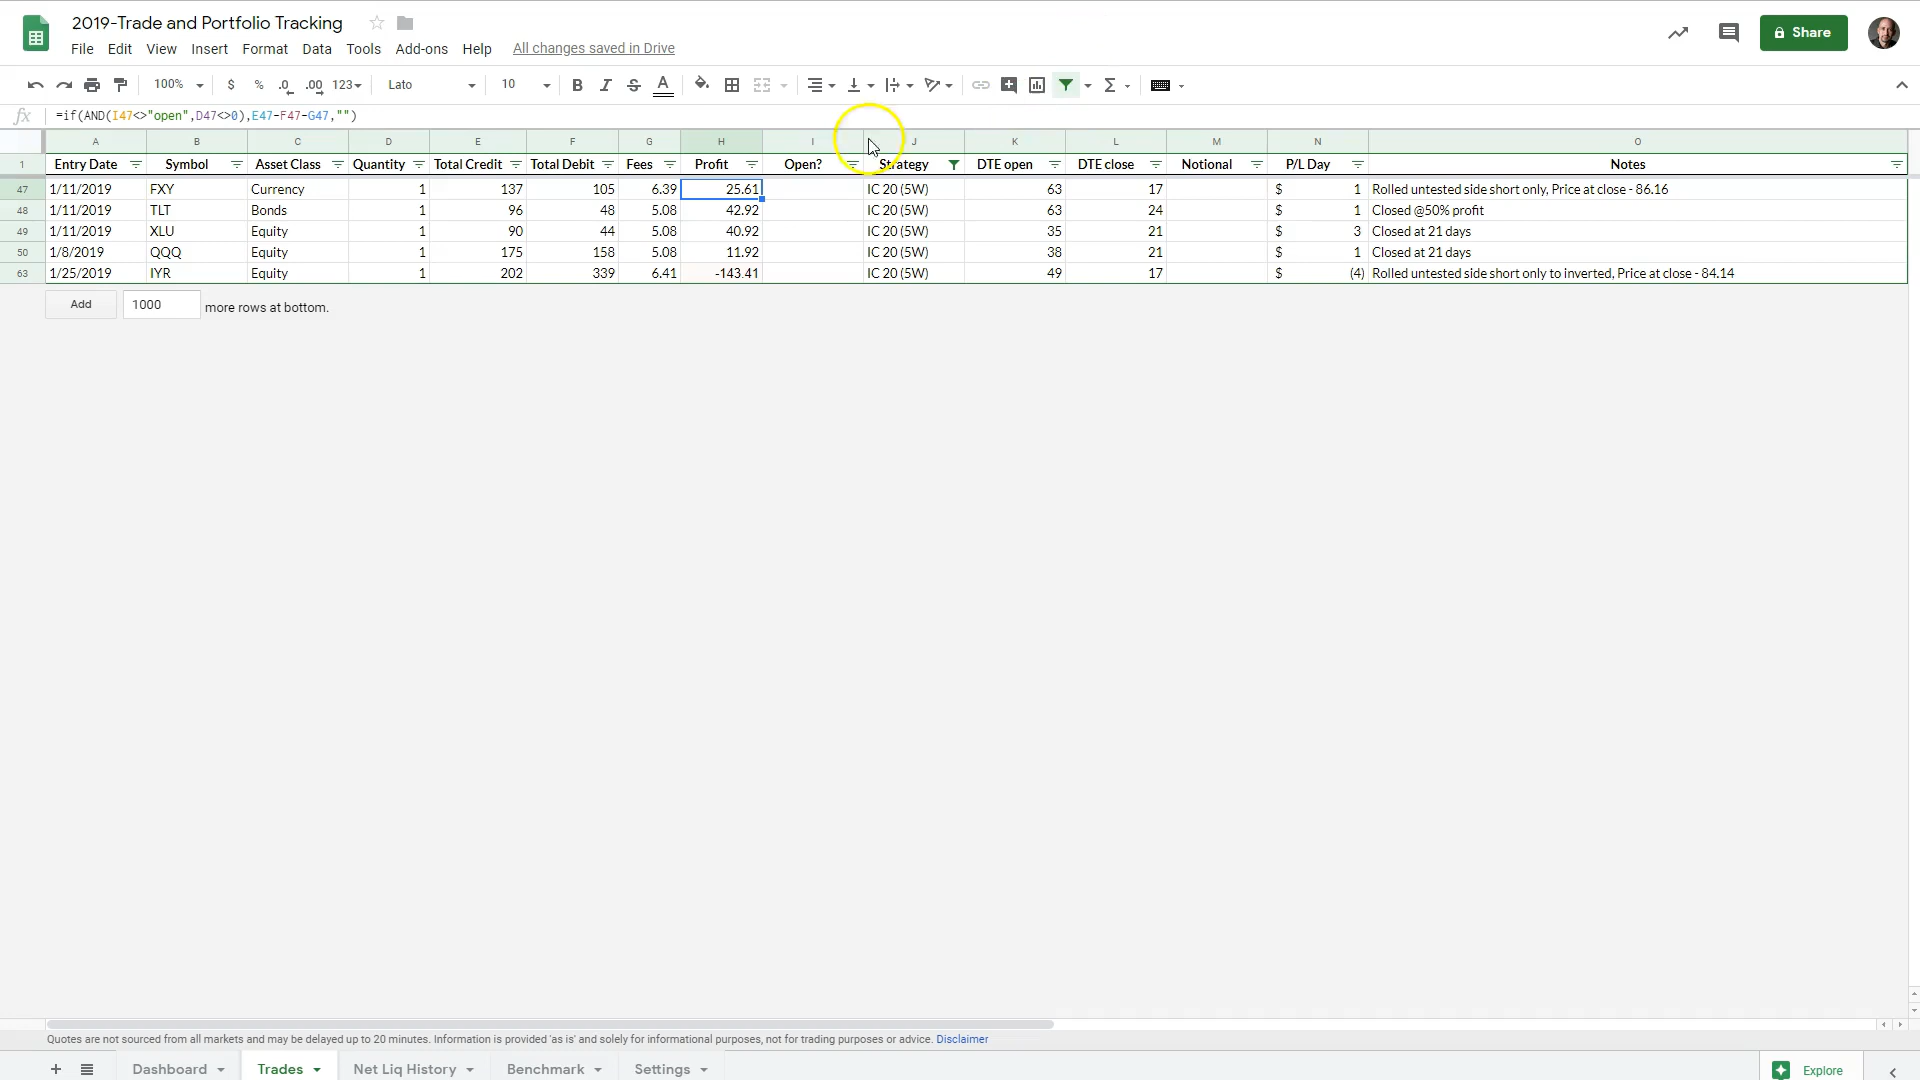 2019-Trade and Portfolio Tracking
File Edit View Insert Format Data Tools Add-ons Help All changes saved in Drive
Share
100% $ % .0 .00 123 Lato 10 B I S A
fx =if(AND(I47<>"open",D47<>0),E47-F47-G47,"")
A B C D E F G H I J K L M N O
1 Entry Date Symbol Asset Class Quantity Total Credit Total Debit Fees Profit Open? Strategy DTE open DTE close Notional P/L Day Notes
47 1/11/2019 FXY Currency 1 137 105 6.39 25.61 IC 20 (5W) 63 17 $ 1 Rolled untested side short only, Price at close - 86.16
48 1/11/2019 TLT Bonds 1 96 48 5.08 42.92 IC 20 (5W) 63 24 $ 1 Closed @50% profit
49 1/11/2019 XLU Equity 1 90 44 5.08 40.92 IC 20 (5W) 35 21 $ 3 Closed at 21 days
50 1/8/2019 QQQ Equity 1 175 158 5.08 11.92 IC 20 (5W) 38 21 $ 1 Closed at 21 days
63 1/25/2019 IYR Equity 1 202 339 6.41 -143.41 IC 20 (5W) 49 17 $ (4) Rolled untested side short only to inverted, Price at close - 84.14
Add 1000 more rows at bottom.
Quotes are not sourced from all markets and may be delayed up to 20 minutes. Information is provided 'as is' and solely for informational purposes, not for trading purposes or advice. Disclaimer
Dashboard Trades Net Liq History Benchmark Settings Explore